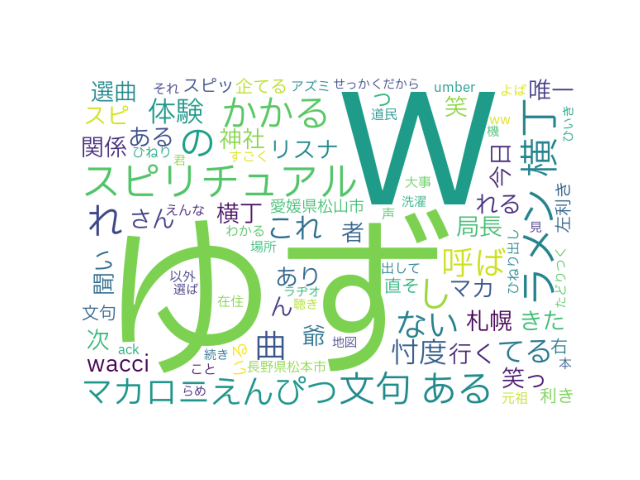 それ スピッ 企てる アズミ せっかくだから umber よぱ 唯一
選曲 体験 かかる つ 道民 W 笑 ww 機 ひいき
スピ ある の 神社 リスナ 横丁
関係 ひねり 君 すごく 今日
スピリチュアル 大事 洗濯 れる 左利き
れ さん えんな 横丁 愛媛県松山市 声 局長 ラメン
わかる これ 者 見
聞い 場所 ゆず 呼ば ひねり出し たどりつく
以外 選ば あり 出して 直そ し マカ
文句 在住 ラヂオ 聴き ん ない 札幌 きた
次 曲 爺 地図 忖度 行く てる 右
ack 続き 本
wacci こと 長野県松本市 笑っ
マカロニえんぴつ 文句 ある 利き
らめ 元祖